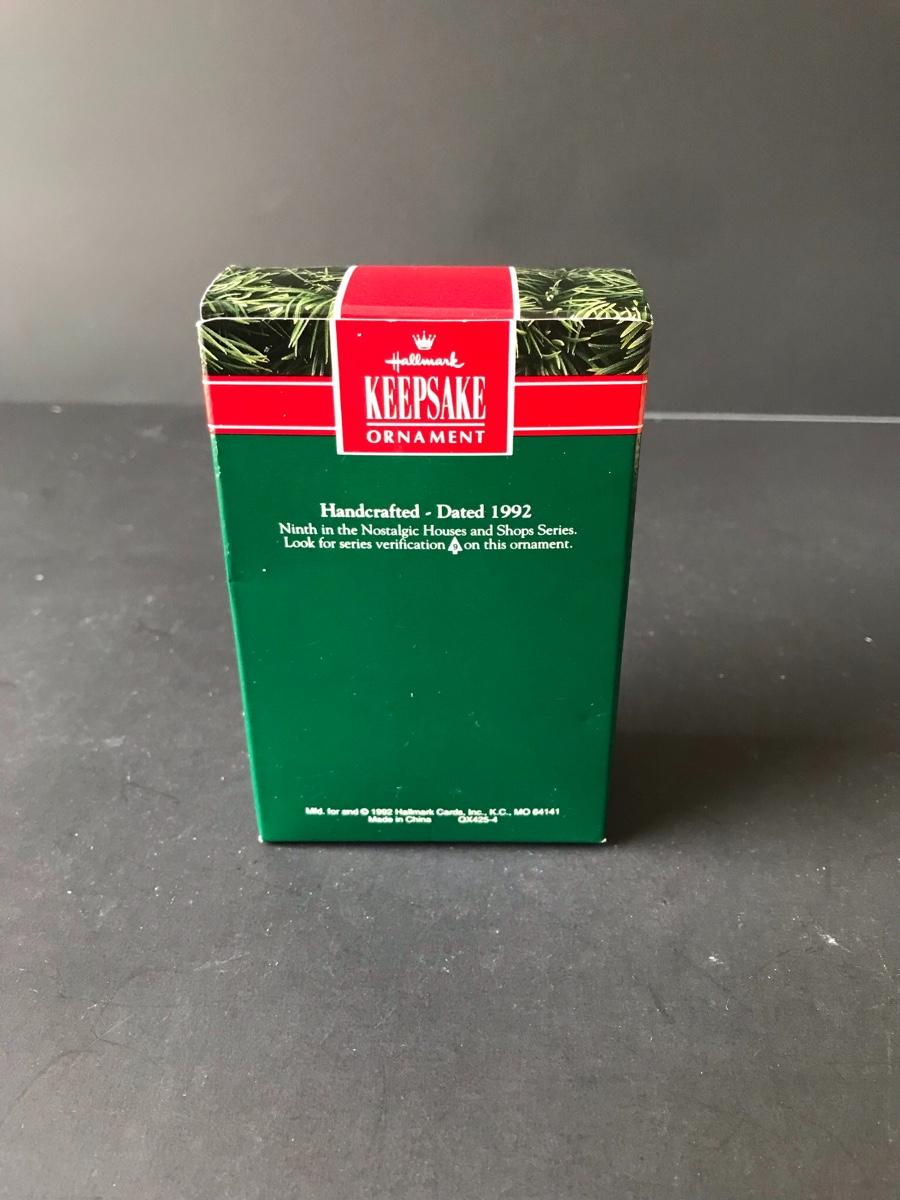 Hallmark
KEEPSAKE
ORNAMENT
Handcrafted - Dated 1992
Ninth in the Nostalgic Houses and Shops Series.
Look for series verification 9 on this ornament.
Mfd. for and © 1992 Hallmark Cards, Inc., K.C., MO 64141
Made in China QX425-4